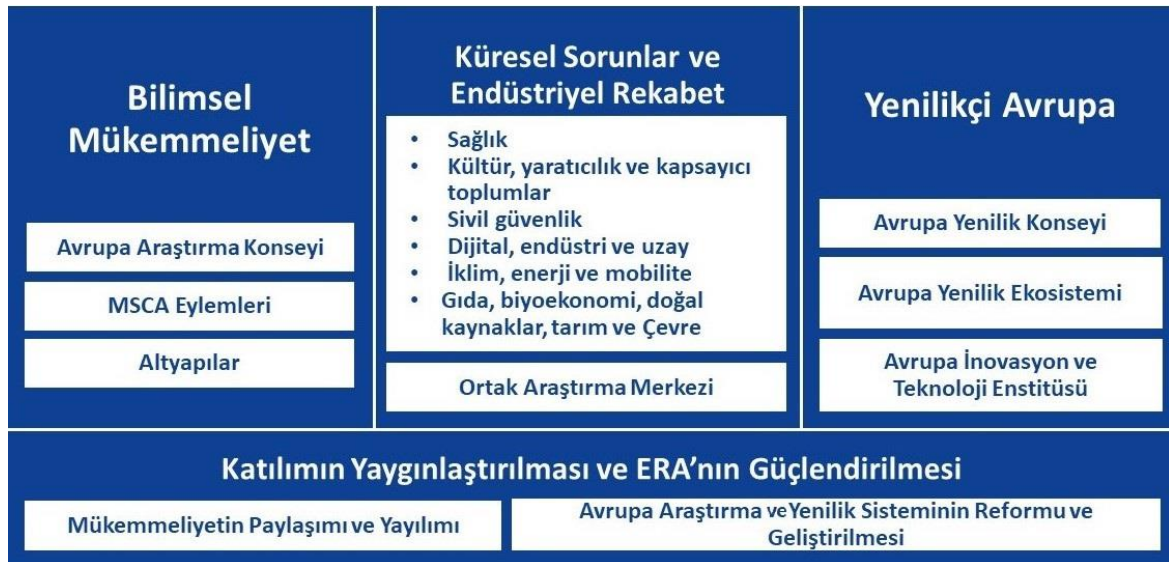 Bilimsel
Mükemmeliyet
Avrupa Araştırma Konseyi
MSCA Eylemleri
Altyapılar
Küresel Sorunlar ve
Endüstriyel Rekabet
• Sağlık
• Kültür, yaratıcılık ve kapsayıcı
toplumlar
• Sivil güvenlik
• Dijital, endüstri ve uzay
• İklim, enerji ve mobilite
• Gıda, biyoekonomi, doğal
kaynaklar, tarım ve Çevre
Ortak Araştırma Merkezi
Yenilikçi Avrupa
Avrupa Yenilik Konseyi
Avrupa Yenilik Ekosistemi
Avrupa İnovasyon ve
Teknoloji Enstitüsü
Katılımın Yaygınlaştırılması ve ERA’nın Güçlendirilmesi
Mükemmeliyetin Paylaşımı ve Yayılımı
Avrupa Araştırma ve Yenilik Sisteminin Reformu ve
Geliştirilmesi